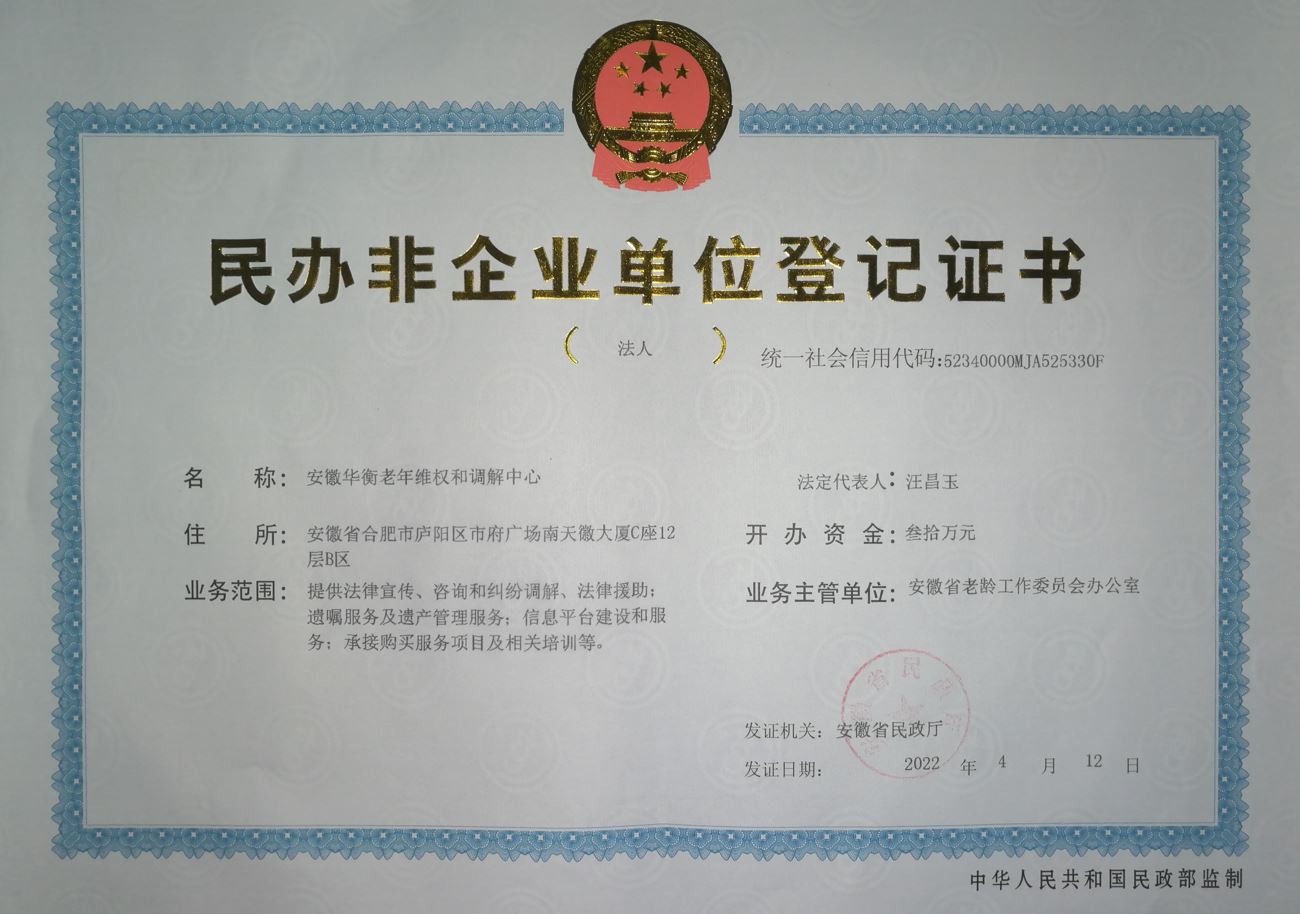 民办非企业单位登记证书
（ 法人 ）
统一社会信用代码:52340000MJA525330F
名 称： 安徽华衡老年维权和调解中心
法定代表人：汪昌玉
住 所： 安徽省合肥市庐阳区市府广场南天徽大厦C座12
层B区
开办资金：叁拾万元
业务范围： 提供法律宣传、咨询和纠纷调解、法律援助；
遗嘱服务及遗产管理服务；信息平台建设和服
务；承接购买服务项目及相关培训等。
业务主管单位：安徽省老龄工作委员会办公室
安徽省民政厅
发证机关：安徽省民政厅
发证日期： 2022 年 4 月 12 日
中华人民共和国民政部监制